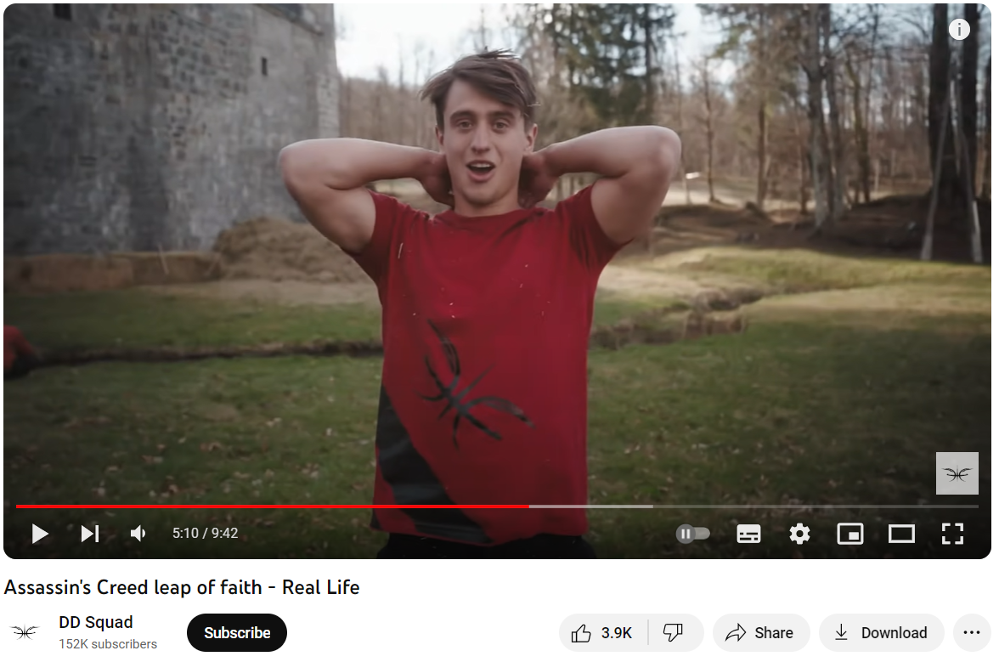 5:10 / 9:42
Assassin's Creed leap of faith - Real Life
DD Squad
152K subscribers
Subscribe
3.9K
Share
Download